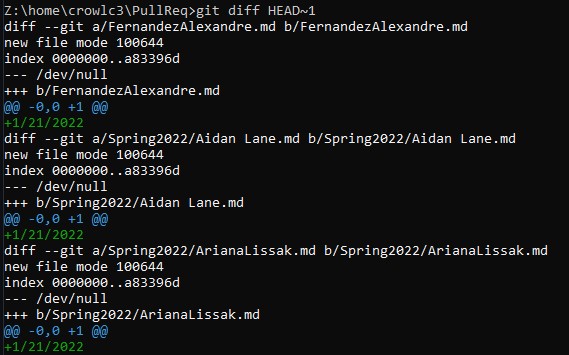 Z:\home\crowlc3\PullReq>git diff HEAD~1
diff --git a/FernandezAlexandre.md b/FernandezAlexandre.md
new file mode 100644
index 0000000..a83396d
--- /dev/null
+++ b/FernandezAlexandre.md
@@ -0,0 +1 @@
+1/21/2022
diff --git a/Spring2022/Aidan Lane.md b/Spring2022/Aidan Lane.md
new file mode 100644
index 0000000..a83396d
--- /dev/null
+++ b/Spring2022/Aidan Lane.md
@@ -0,0 +1 @@
+1/21/2022
diff --git a/Spring2022/ArianaLissak.md b/Spring2022/ArianaLissak.md
new file mode 100644
index 0000000..a83396d
--- /dev/null
+++ b/Spring2022/ArianaLissak.md
@@ -0,0 +1 @@
+1/21/2022